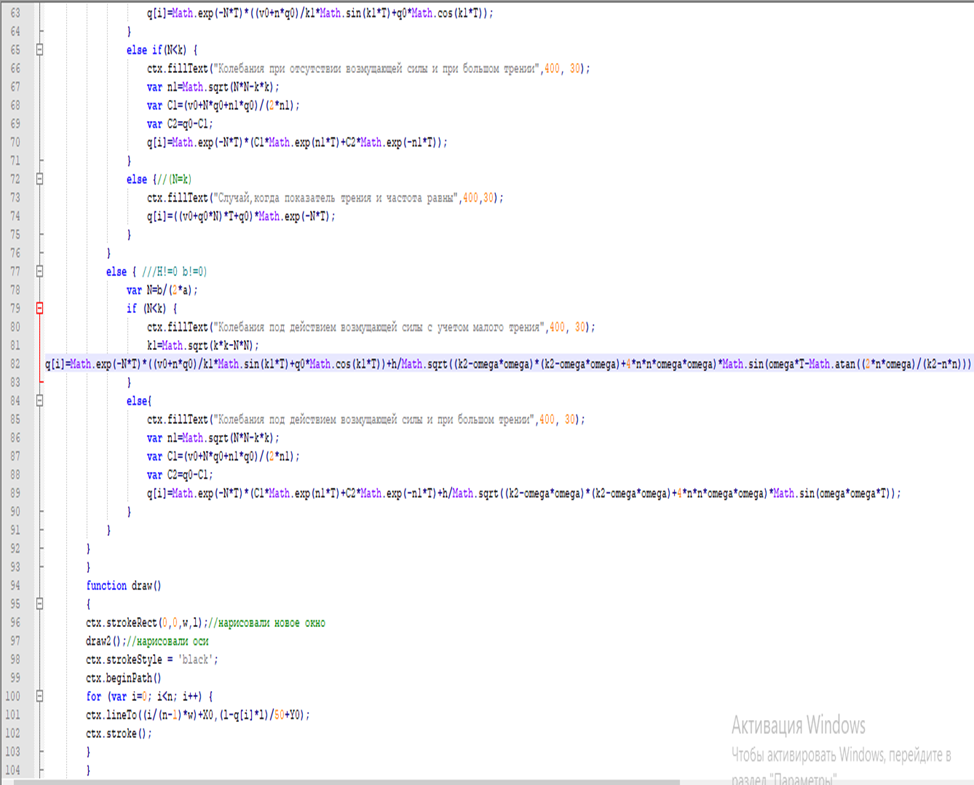 63 q[i]=Math.exp(-N*T)*((v0+n*q0)/k1*Math.sin(k1*T)+q0*Math.cos(k1*T));
64 }
65 else if(N<k) {
66 ctx.fillText("Колебания при отсутствии возмущающей силы и при большом трении",400, 30);
67 var n1=Math.sqrt(N*N-k*k);
68 var C1=(v0+N*q0+n1*q0)/(2*n1);
69 var C2=q0-C1;
70 q[i]=Math.exp(-N*T)*(C1*Math.exp(n1*T)+C2*Math.exp(-n1*T));
71 }
72 else {//(N=k)
73 ctx.fillText("Случай,когда показатель трения и частота равны",400,30);
74 q[i]=((v0+q0*N)*T+q0)*Math.exp(-N*T);
75 }
76 }
77 else { ///H!=0 b!=0)
78 var N=b/(2*a);
79 if (N<k) {
80 ctx.fillText("Колебания под действием возмущающей силы с учетом малого трения",400, 30);
81 k1=Math.sqrt(k*k-N*N);
82 q[i]=Math.exp(-N*T)*((v0+n*q0)/k1*Math.sin(k1*T)+q0*Math.cos(k1*T))+h/Math.sqrt((k2-omega*omega)*(k2-omega*omega)+4*n*n*omega*omega)*Math.sin(omega*T-Math.atan((2*n*omega)/(k2-n*n)))
83 }
84 else{
85 ctx.fillText("Колебания под действием возмущающей силы и при большом трении",400, 30);
86 var n1=Math.sqrt(N*N-k*k);
87 var C1=(v0+N*q0+n1*q0)/(2*n1);
88 var C2=q0-C1;
89 q[i]=Math.exp(-N*T)*(C1*Math.exp(n1*T)+C2*Math.exp(-n1*T)+h/Math.sqrt((k2-omega*omega)*(k2-omega*omega)+4*n*n*omega*omega)*Math.sin(omega*omega*T));
90 }
91 }
92 }
93 }
94 function draw()
95 {
96 ctx.strokeRect(0,0,w,l);//нарисовали новое окно
97 draw2();//нарисовали оси
98 ctx.strokeStyle = 'black';
99 ctx.beginPath()
100 for (var i=0; i<n; i++) {
101 ctx.lineTo((i/(n-1)*w)+X0,(l-q[i]*l)/50+Y0);
102 ctx.stroke();
103 }
104 }
Активация Windows
Чтобы активировать Windows, перейдите в
раздел "Параметры"